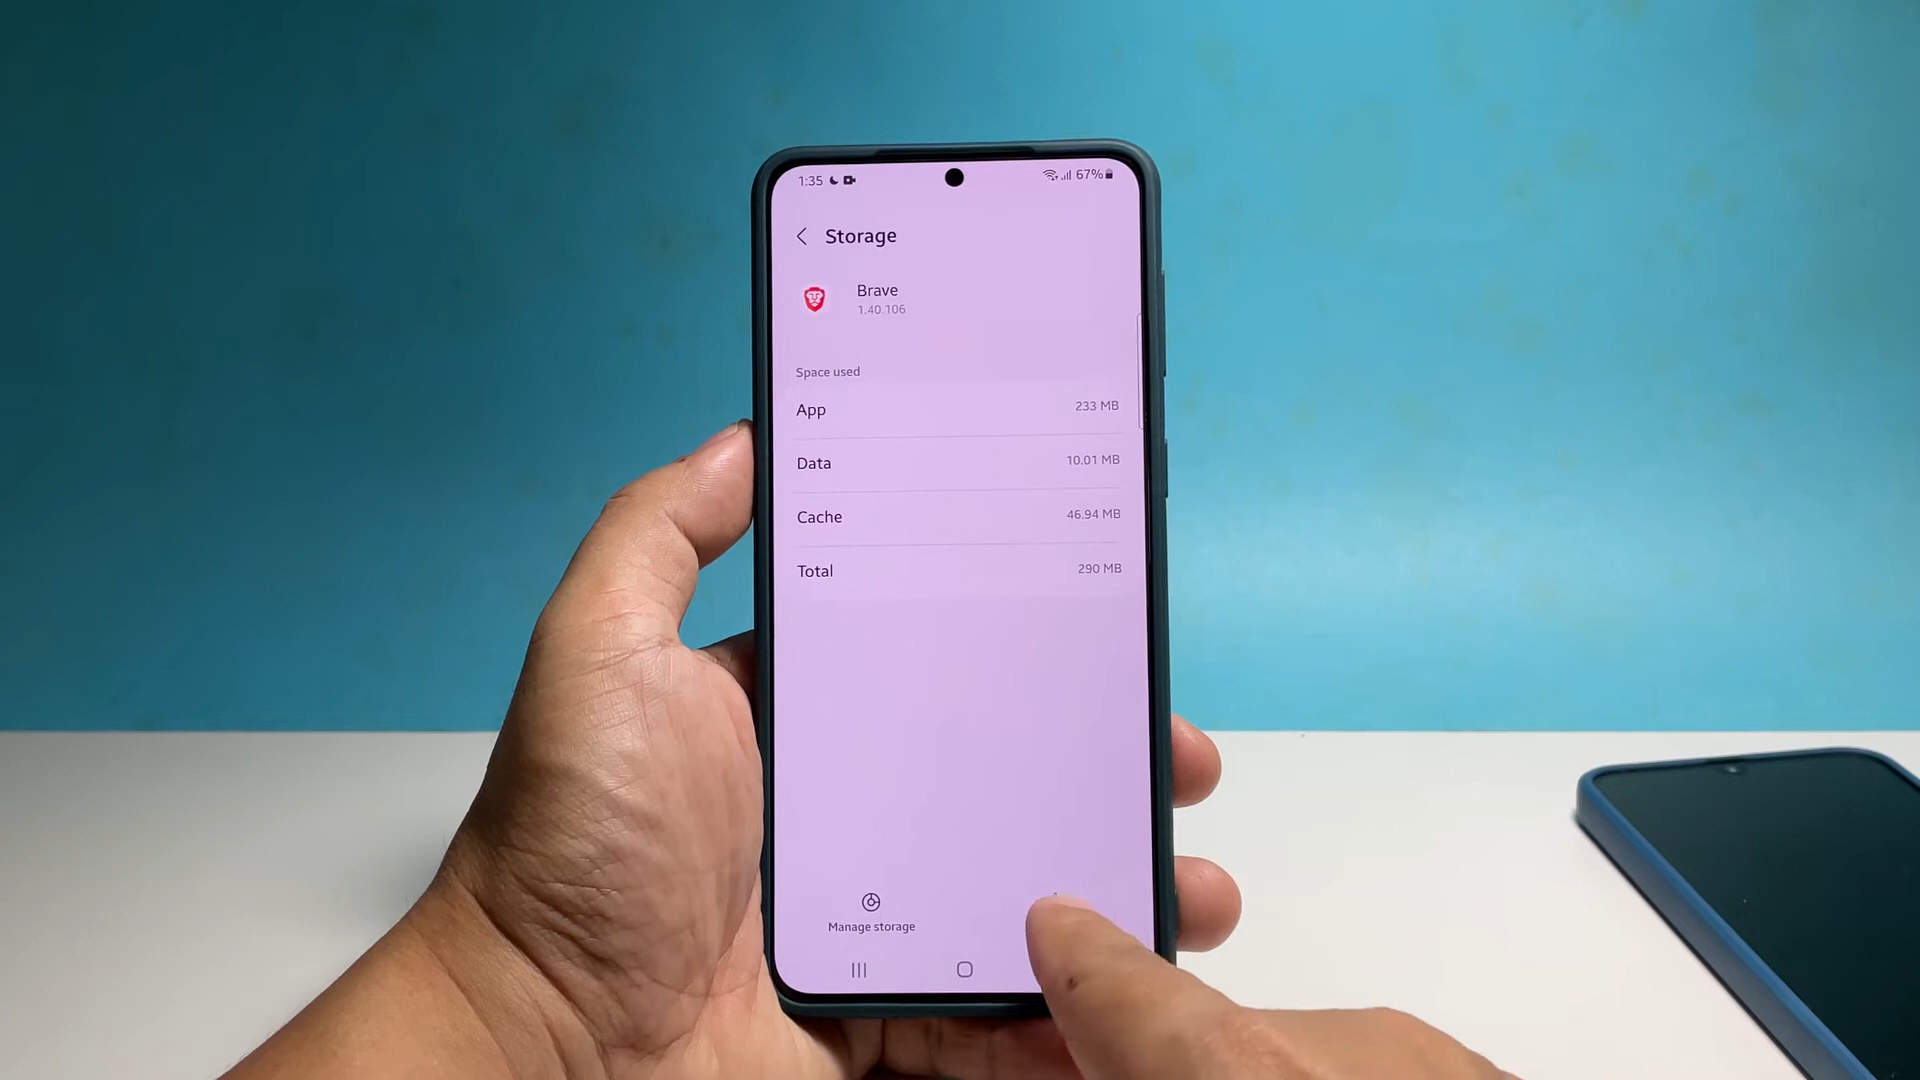 1:35 67%
Storage
Brave
1.40.106
Space used
App 233 MB
Data 10.01 MB
Cache 46.94 MB
Total 290 MB
Manage storage